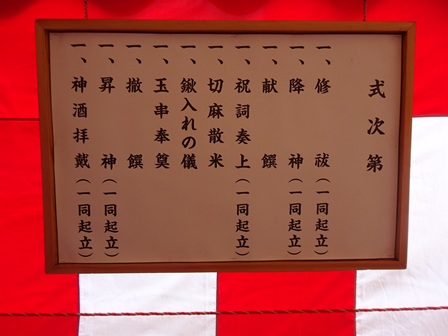 式次第
一、修祓（一同起立）
一、降神（一同起立）
一、献饌
一、祝詞奏上（一同起立）
一、切麻散米
一、鍬入れの儀
一、玉串奉奠
一、撤饌
一、昇神（一同起立）
一、神酒拝戴（一同起立）